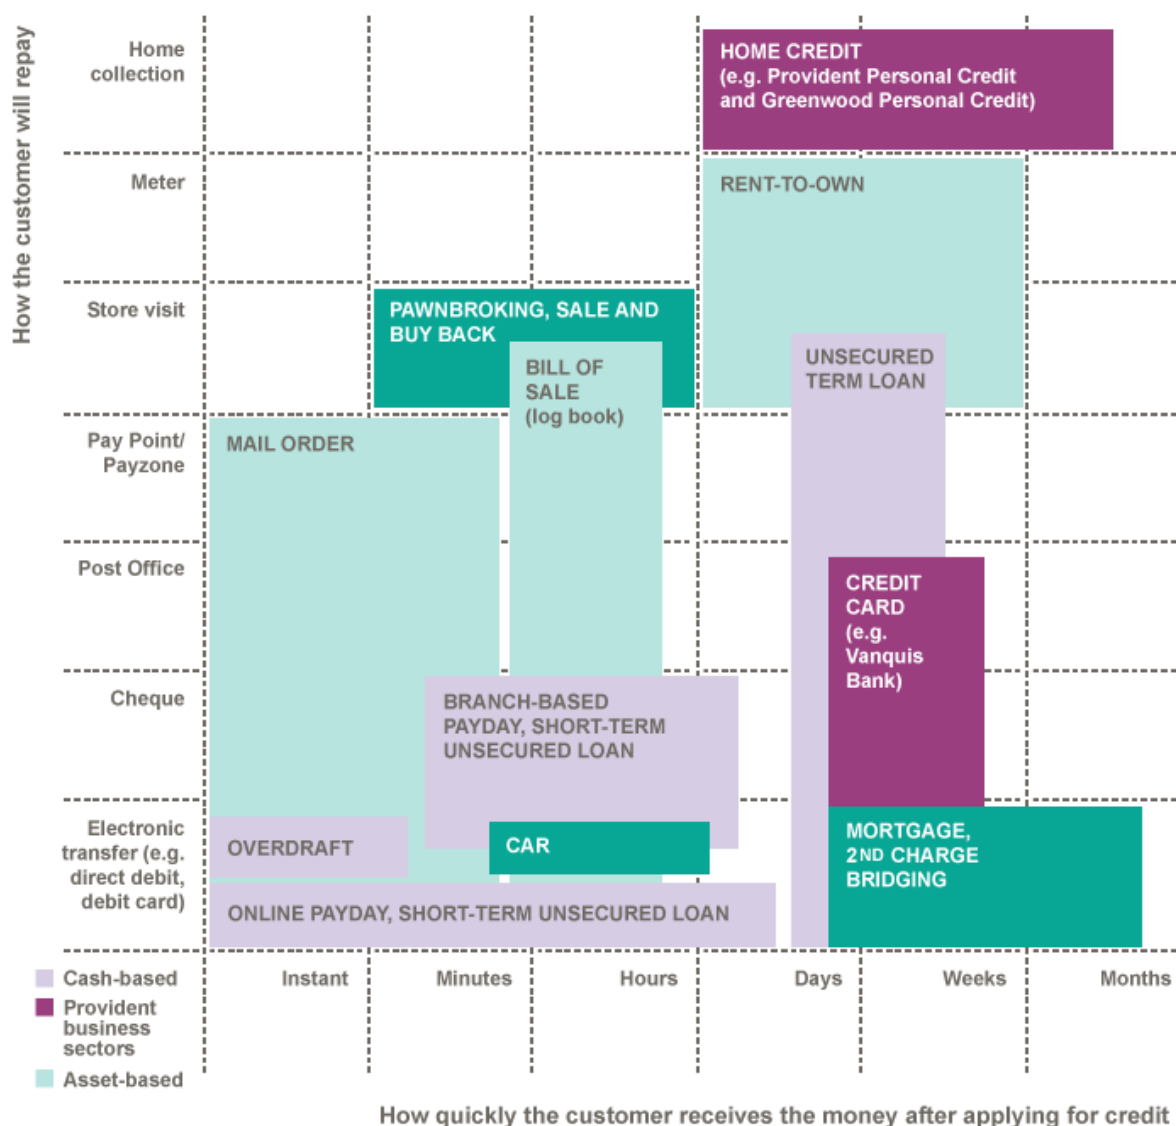 How the customer will repay
Home
collection
HOME CREDIT
(e.g. Provident Personal Credit
and Greenwood Personal Credit)
Meter
RENT-TO-OWN
Store visit
PAWNBROKING, SALE AND
BUY BACK
BILL OF
SALE
(log book)
UNSECURED
TERM LOAN
Pay Point/
Payzone
MAIL ORDER
Post Office
CREDIT
CARD
(e.g.
Vanquis
Bank)
Cheque
BRANCH-BASED
PAYDAY, SHORT-TERM
UNSECURED LOAN
Electronic
transfer (e.g.
direct debit,
debit card)
OVERDRAFT
CAR
MORTGAGE,
2ND CHARGE
BRIDGING
ONLINE PAYDAY, SHORT-TERM UNSECURED LOAN
Instant
Minutes
Hours
Days
Weeks
Months
Cash-based
Provident
business
sectors
Asset-based
How quickly the customer receives the money after applying for credit